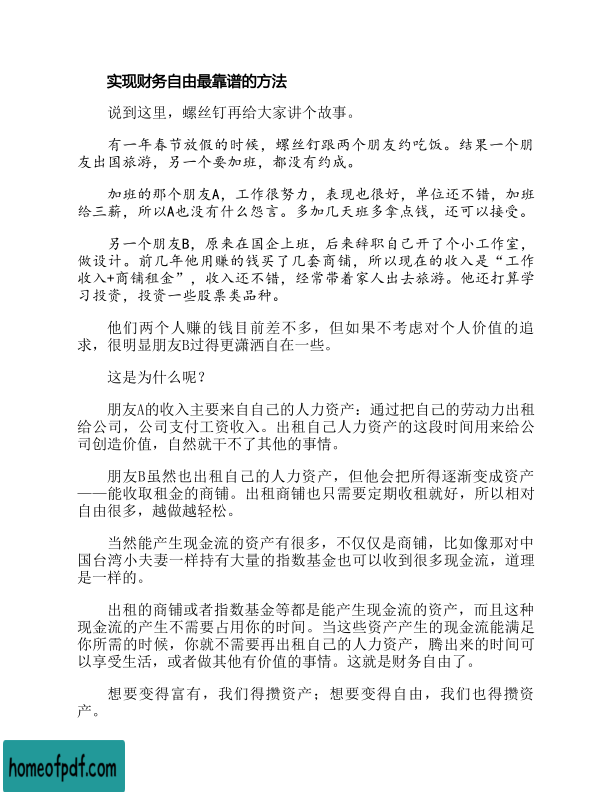 实现财务自由最靠谱的方法
说到这里，螺丝钉再给大家讲个故事。
有一年春节放假的时候，螺丝钉跟两个朋友约吃饭。结果一个朋
友出国旅游，另一个要加班，都没有约成。
加班的那个朋友A，工作很努力，表现也很好，单位还不错，加班
给三薪，所以A也没有什么怨言。多加几天班多拿点钱，还可以接受。
另一个朋友B，原来在国企上班，后来辞职自己开了个小工作室，
做设计。前几年他用赚的钱买了几套商铺，所以现在的收入是“工作
收入+商铺租金”，收入还不错，经常带着家人出去旅游。他还打算学
习投资，投资一些股票类品种。
他们两个人赚的钱目前差不多，但如果不考虑对个人价值的追
求，很明显朋友B过得更潇洒自在一些。
这是为什么呢？
朋友A的收入主要来自自己的人力资产：通过把自己的劳动力出租
给公司，公司支付工资收入。出租自己人力资产的这段时间用来给公
司创造价值，自然就干不了其他的事情。
朋友B虽然也出租自己的人力资产，但他会把所得逐渐变成资产
——能收取租金的商铺。出租商铺也只需要定期收租就好，所以相对
自由很多，越做越轻松。
当然能产生现金流的资产有很多，不仅仅是商铺，比如像那对中
国台湾小夫妻一样持有大量的指数基金也可以收到很多现金流，道理
是一样的。
出租的商铺或者指数基金等都是能产生现金流的资产，而且这种
现金流的产生不需要占用你的时间。当这些资产产生的现金流能满足
你所需的时候，你就不需要再出租自己的人力资产，腾出来的时间可
以享受生活，或者做其他有价值的事情。这就是财务自由了。
想要变得富有，我们得攒资产；想要变得自由，我们也得攒资
产。
homeofpdf.com